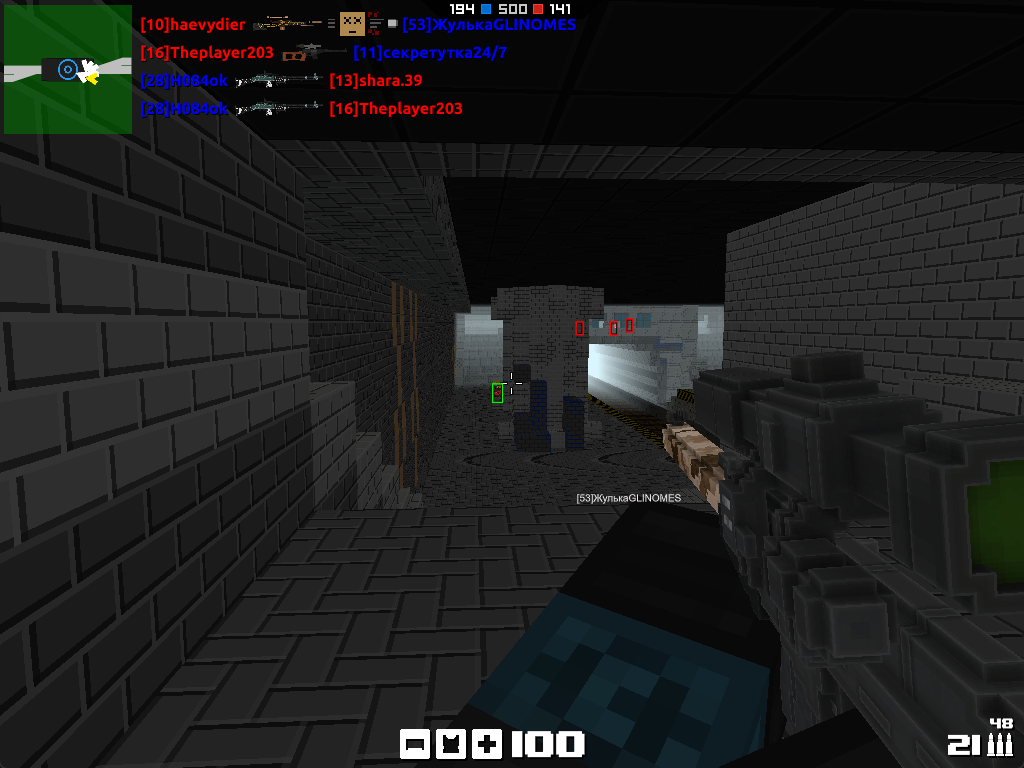 194 500 141
[10]haevydier [53]ЖулькаGLINOMES
[16]Theplayer203 [11]секретутка24/7
[28]H084ok [13]shara.39
[28]H084ok [16]Theplayer203
[53]ЖулькаGLINOMES
100
48
21